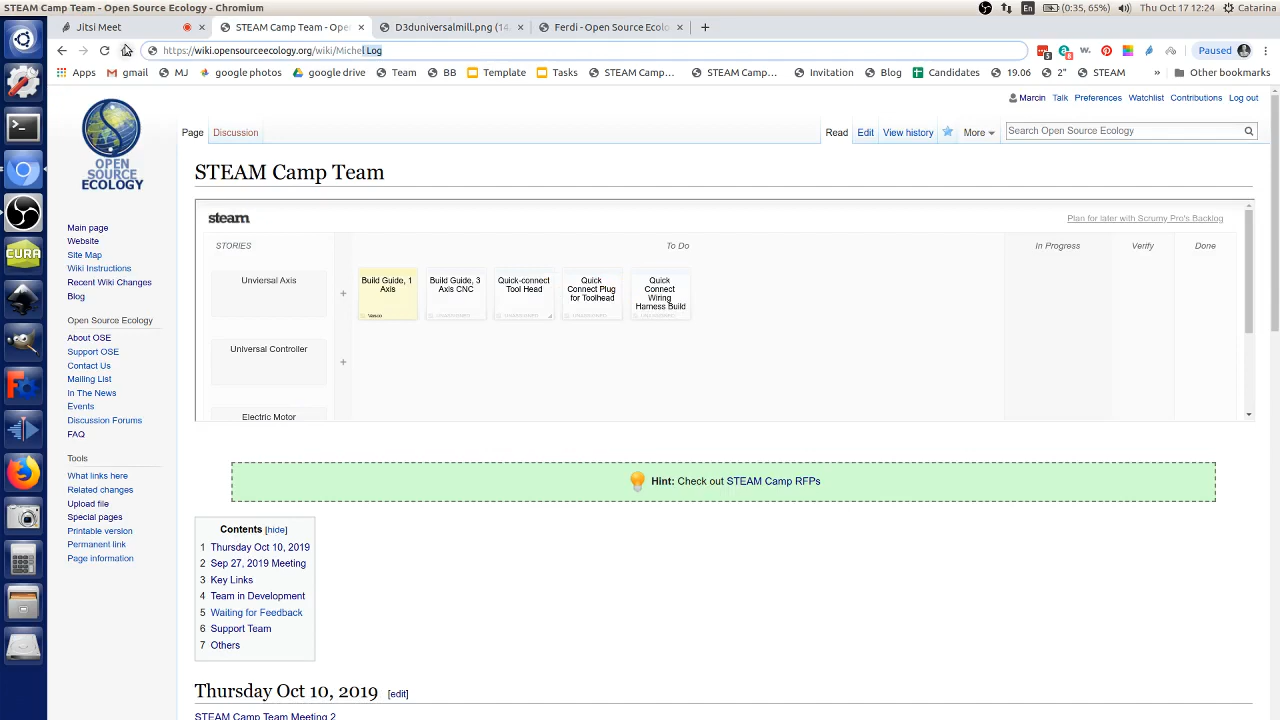 STEAM Camp Team - Open Source Ecology - Chromium
En (0:35, 65%) Thu Oct 17 12:24 Catarina
Jitsi Meet × STEAM Camp Team - Open × D3duniversalmill.png (14: × Ferdi - Open Source Ecolo × +
https://wiki.opensourceecology.org/wiki/Michel Log Paused
Apps gmail MJ google photos google drive Team BB Template Tasks STEAM Camp... STEAM Camp... Invitation Blog Candidates 19.06 2" STEAM » Other bookmarks
Marcin Talk Preferences Watchlist Contributions Log out
Page Discussion Read Edit View history More Search Open Source Ecology
OPEN
SOURCE
ECOLOGY
Main page
Website
Site Map
Wiki Instructions
Recent Wiki Changes
Blog
Open Source Ecology
About OSE
Support OSE
Contact Us
Mailing List
In The News
Events
Discussion Forums
FAQ
Tools
What links here
Related changes
Upload file
Special pages
Printable version
Permanent link
Page information
CURA
STEAM Camp Team
steam Plan for later with Scrumy Pro's Backlog
STORIES To Do In Progress Verify Done
Unviersal Axis
Build Guide, 1
Axis
Build Guide, 3
Axis CNC
Quick-connect
Tool Head
Quick
Connect Plug
for Toolhead
Quick
Connect
Wiring
Harness Build
+
Universal Controller
+
Electric Motor
Hint: Check out STEAM Camp RFPs
Contents [hide]
1 Thursday Oct 10, 2019
2 Sep 27, 2019 Meeting
3 Key Links
4 Team in Development
5 Waiting for Feedback
6 Support Team
7 Others
Thursday Oct 10, 2019 [edit]
STEAM Camp Team Meeting 2